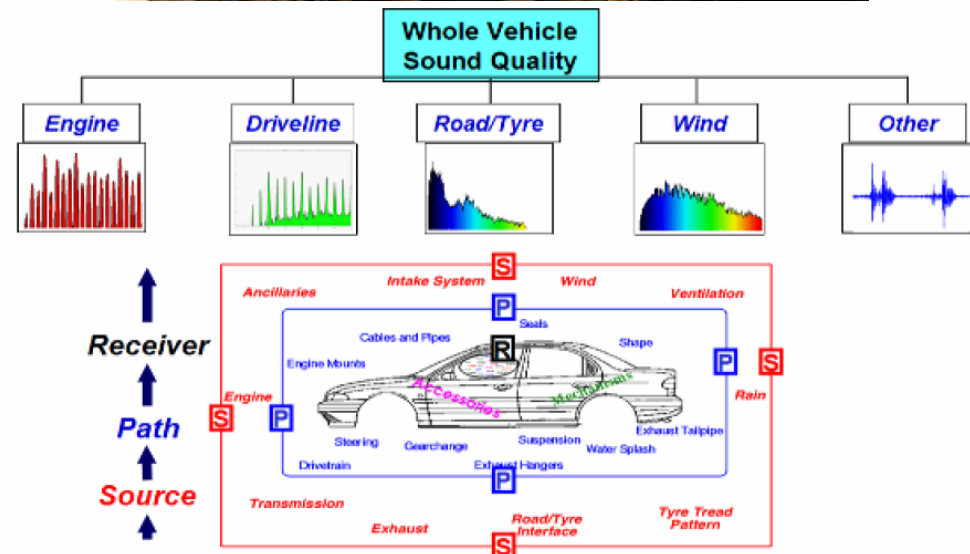 Whole Vehicle
Sound Quality
Engine
Driveline
Road/Tyre
Wind
Other
S
Intake System
Wind
Ancillaries
Ventilation
P
Seals
Cables and Pipes
R
Shape
Receiver
Engine Mounts
P
S
Accessories
Mechanisms
Engine
Rain
S
P
Path
Exhaust Tailpipe
Steering
Gearchange
Suspension
Water Splash
Drivetrain
Exhaust Hangers
P
Source
Transmission
Exhaust
Road/Tyre
Interface
Tyre Tread
Pattern
S